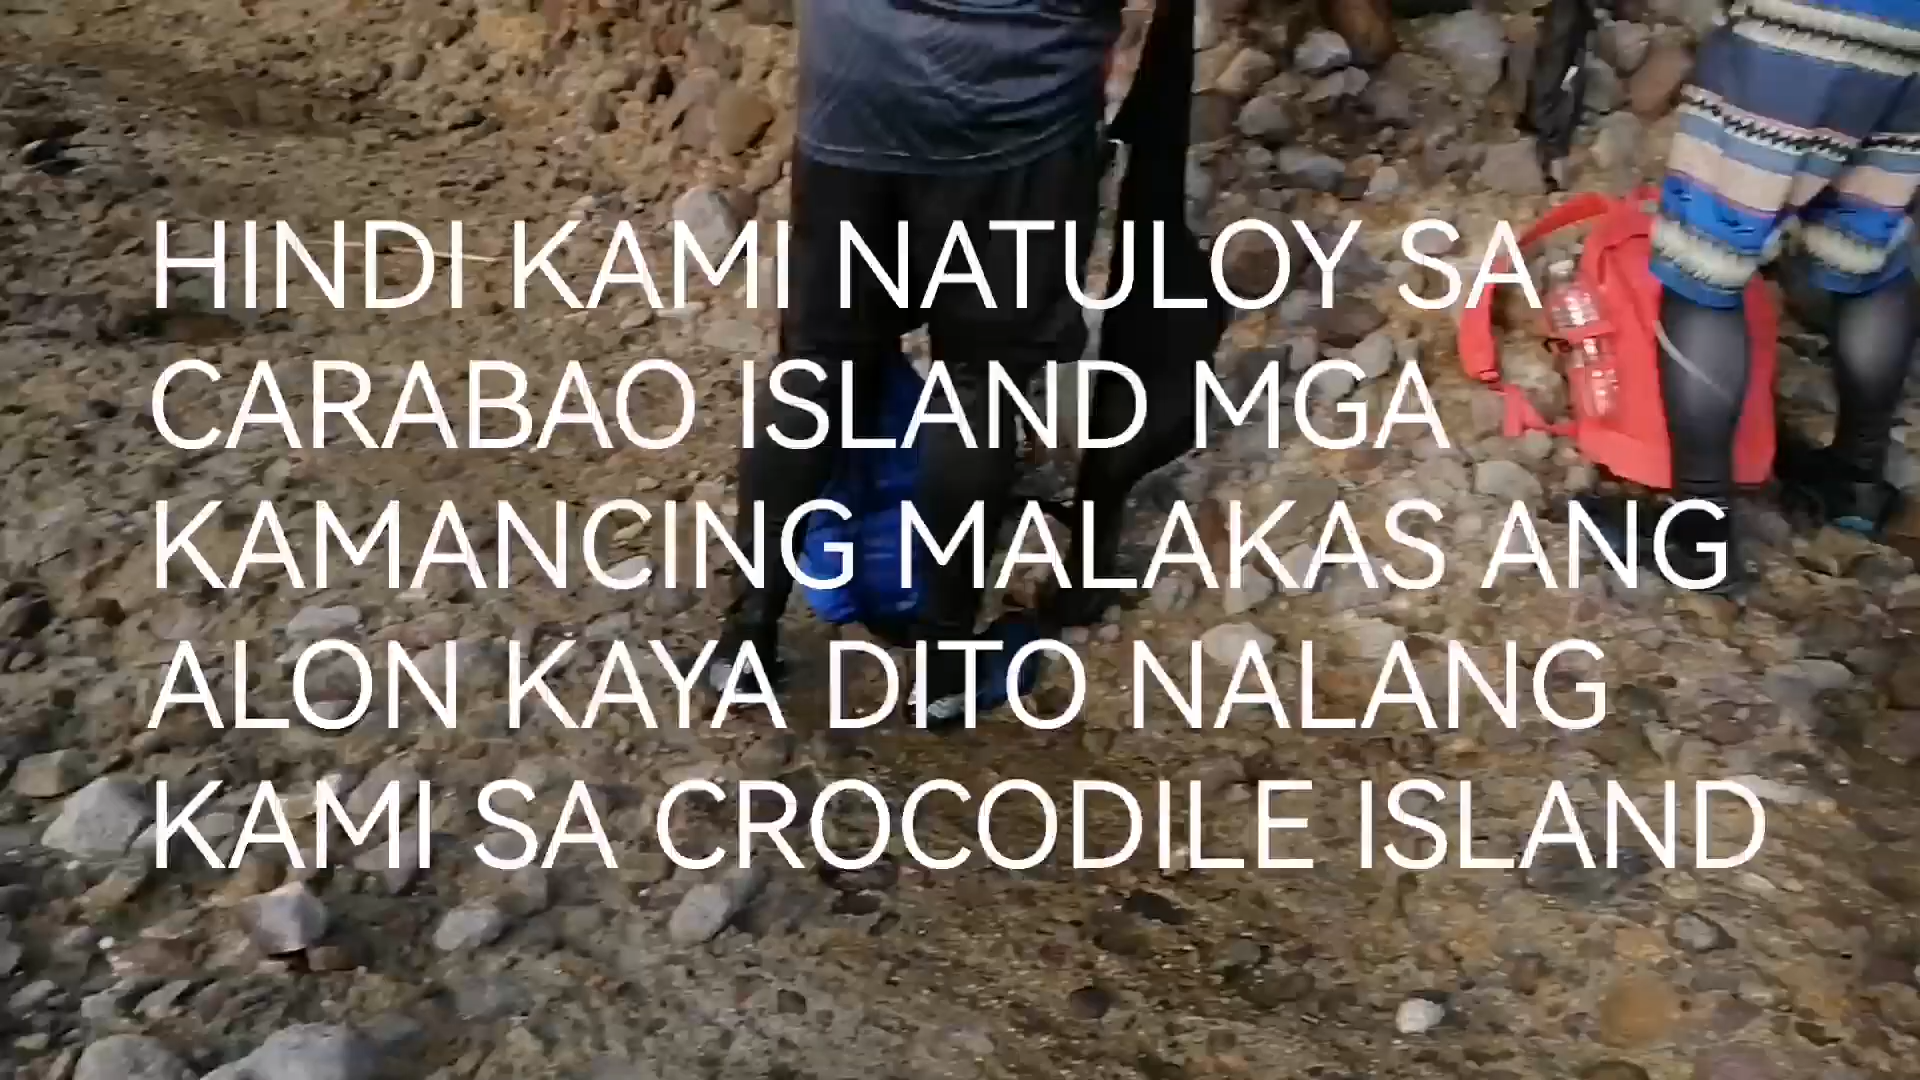 HINDI KAMI NATULOY SA
CARABAO ISLAND MGA
KAMANCING MALAKAS ANG
ALON KAYA DITO NALANG
KAMI SA CROCODILE ISLAND